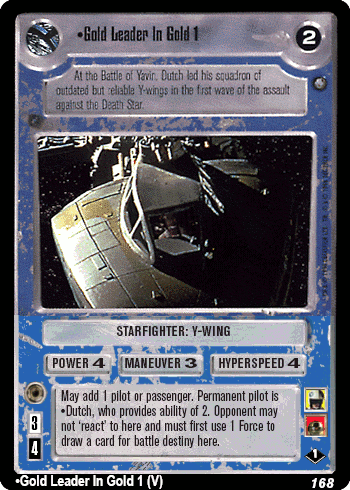 •Gold Leader In Gold 1
2
At the Battle of Yavin, Dutch led his squadron of
outdated but reliable Y-wings in the first wave of the assault
against the Death Star.
STARFIGHTER: Y-WING
POWER 4 MANEUVER 3 HYPERSPEED 4
May add 1 pilot or passenger. Permanent pilot is
•Dutch, who provides ability of 2. Opponent may
not 'react' to here and must first use 1 Force to
draw a card for battle destiny here.
3
4
1
•Gold Leader In Gold 1 (V) 168